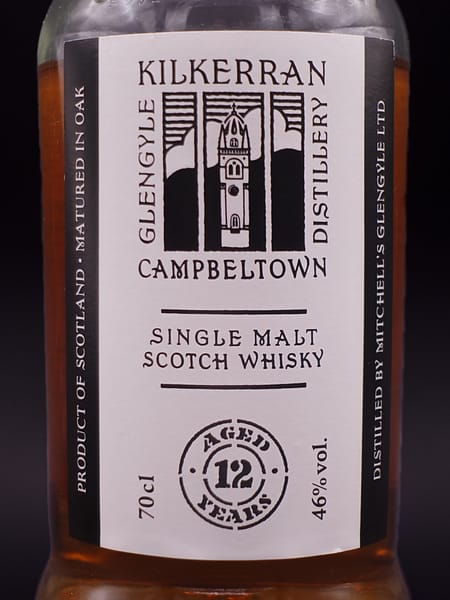 KILKERRAN
GLENGYLE
DISTILLERY
CAMPBELTOWN
SINGLE MALT
SCOTCH WHISKY
AGED
12
YEARS
70cl
46% vol.
PRODUCT OF SCOTLAND • MATURED IN OAK
DISTILLED BY MITCHELL'S GLENGYLE LTD